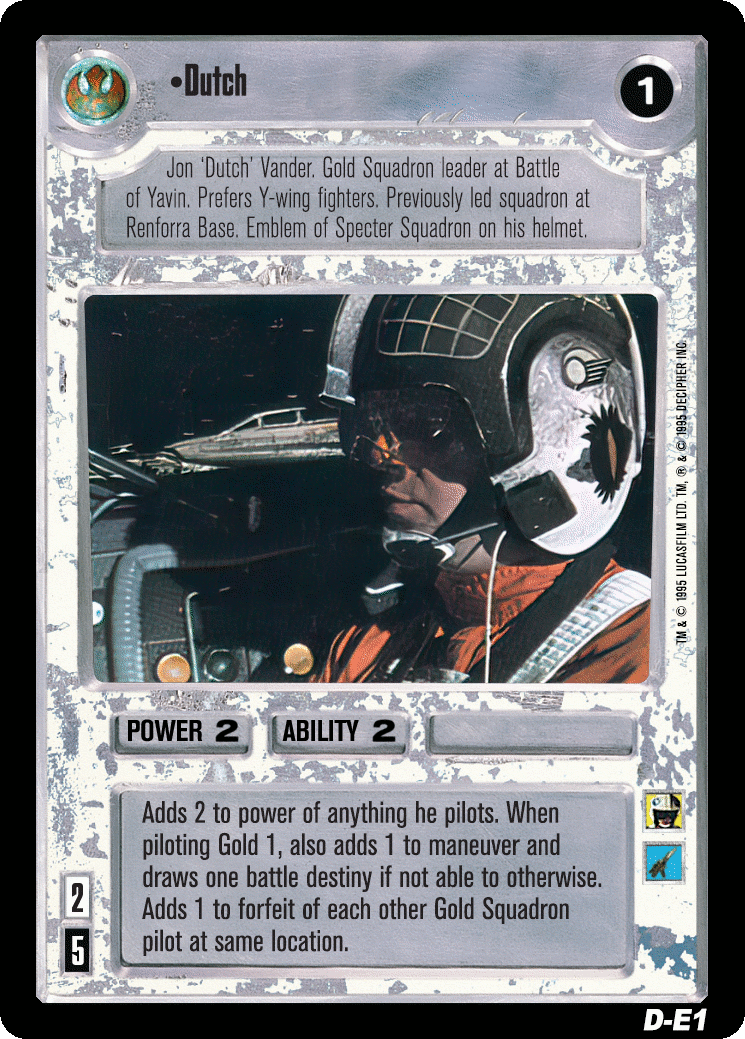 •Dutch
1
Jon ‘Dutch’ Vander. Gold Squadron leader at Battle
of Yavin. Prefers Y-wing fighters. Previously led squadron at
Renforra Base. Emblem of Specter Squadron on his helmet.
TM & © 1995 LUCASFILM LTD. TM, ® & © 1995 DECIPHER INC.
POWER 2
ABILITY 2
Adds 2 to power of anything he pilots. When
piloting Gold 1, also adds 1 to maneuver and
draws one battle destiny if not able to otherwise.
Adds 1 to forfeit of each other Gold Squadron
pilot at same location.
2
5
D-E1